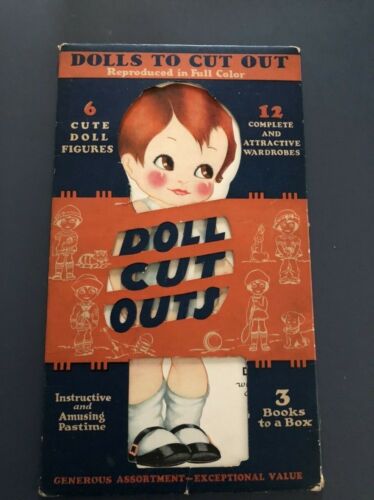 DOLLS TO CUT OUT
Reproduced in Full Color
6
CUTE
DOLL
FIGURES
12
COMPLETE
AND
ATTRACTIVE
WARDROBES
DOLL
CUT
OUTS
Instructive
and
Amusing
Pastime
3
Books
to a Box
GENEROUS ASSORTMENT—EXCEPTIONAL VALUE